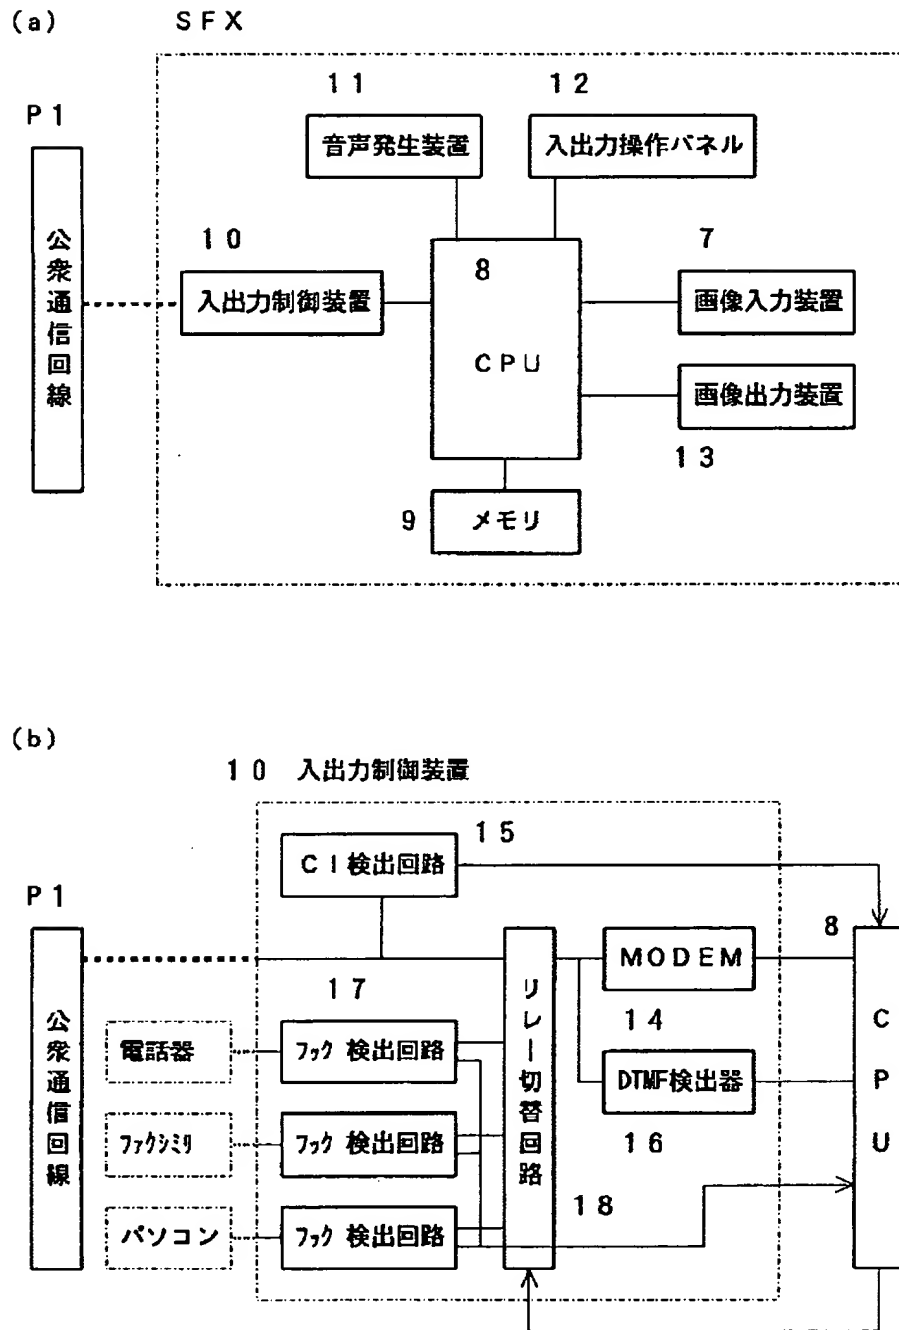 (a) SFX
11 12
P1
音声発生装置 入出力操作パネル
公衆通信回線
10 8 7
入出力制御装置 画像入力装置
CPU
画像出力装置
13
9 メモリ
(b)
10 入出力制御装置
15
CI検出回路
P1 8
MODEM
17 14
公衆通信回線
電話器 フック 検出回路 リレー切替回路 DTMF検出器 CPU
16
ファクシミリ フック 検出回路
18
パソコン フック 検出回路